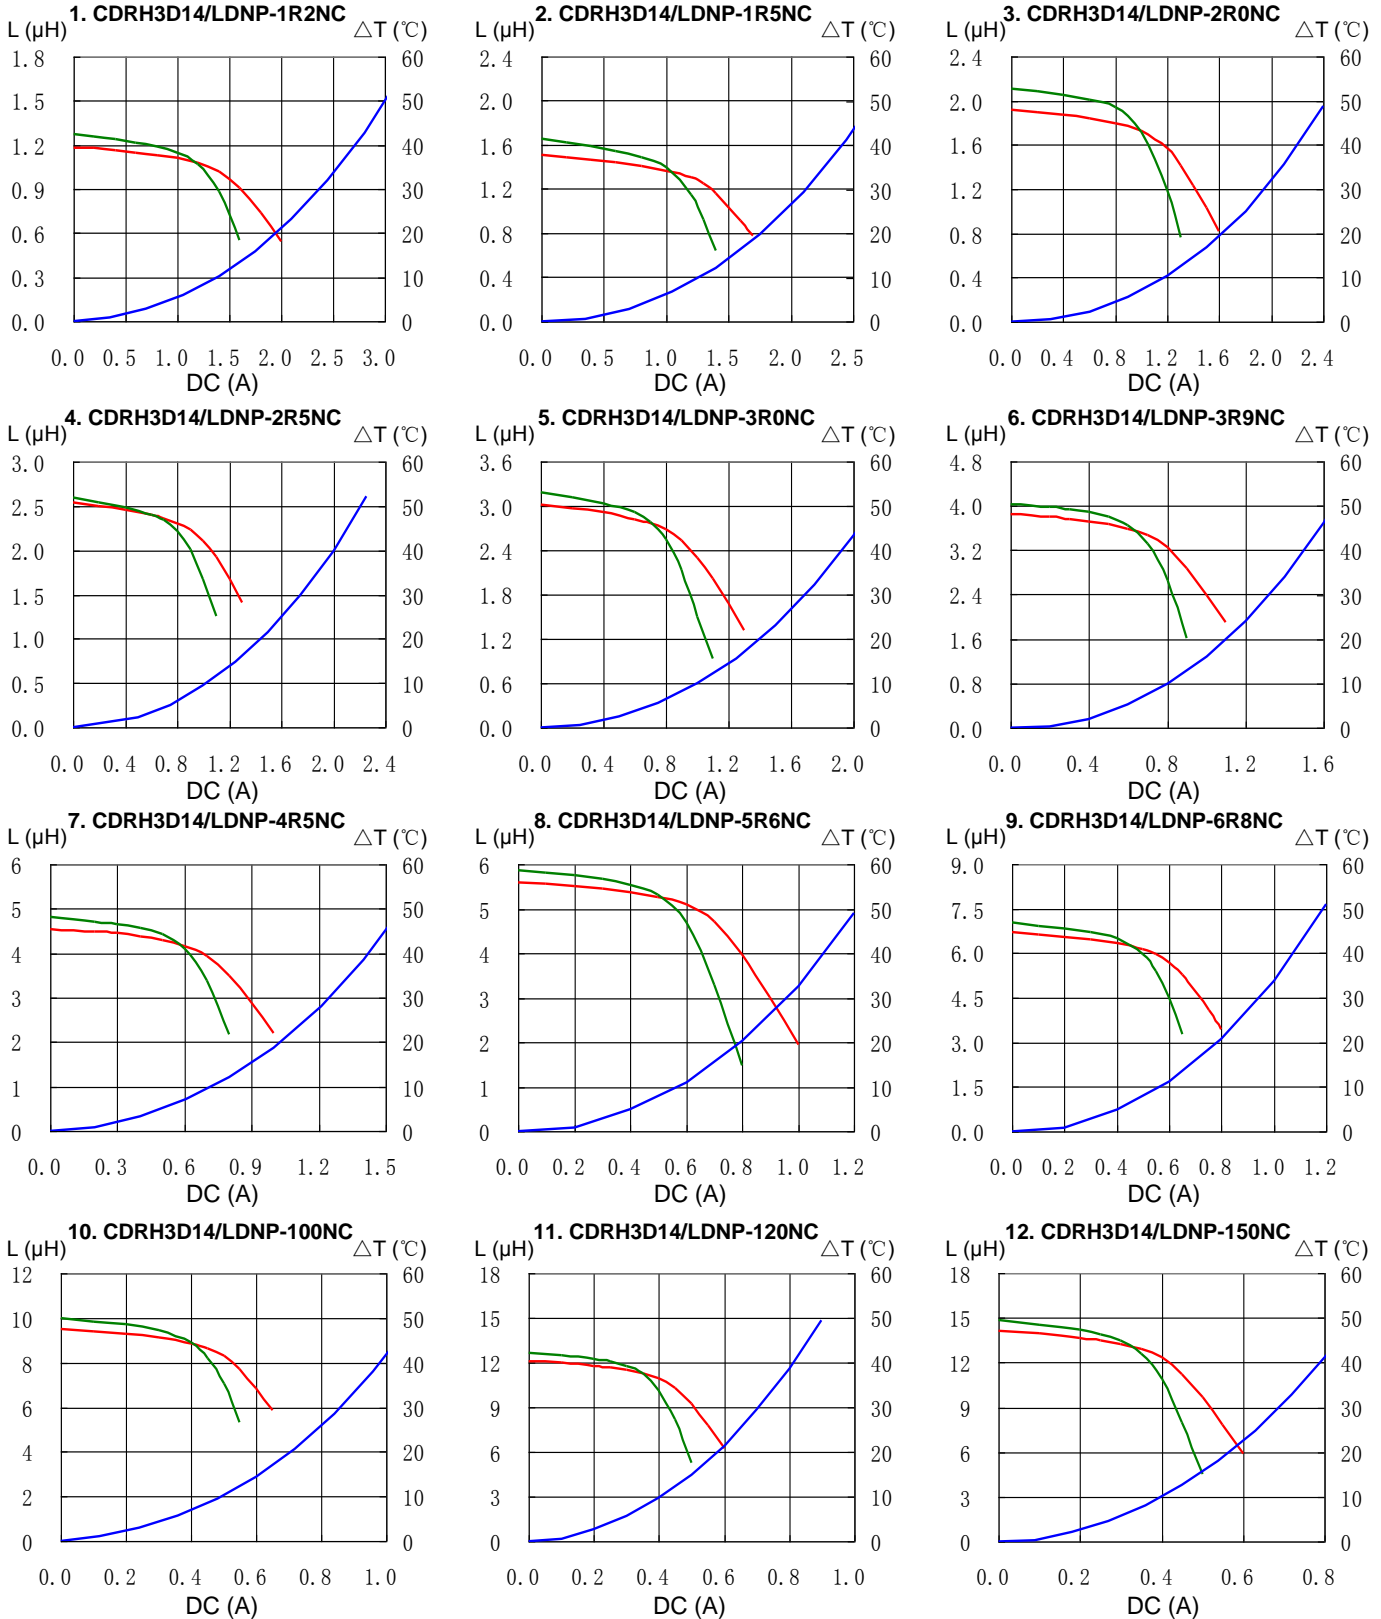 1. CDRH3D14/LDNP-1R2NC
L (μH)
△T (℃)
1.8
1.5
1.2
0.9
0.6
0.3
0.0
60
50
40
30
20
10
0
0.0 0.5 1.0 1.5 2.0 2.5 3.0
DC (A)
2. CDRH3D14/LDNP-1R5NC
L (μH)
△T (℃)
2.4
2.0
1.6
1.2
0.8
0.4
0.0
60
50
40
30
20
10
0
0.0 0.5 1.0 1.5 2.0 2.5
DC (A)
3. CDRH3D14/LDNP-2R0NC
L (μH)
△T (℃)
2.4
2.0
1.6
1.2
0.8
0.4
0.0
60
50
40
30
20
10
0
0.0 0.4 0.8 1.2 1.6 2.0 2.4
DC (A)
4. CDRH3D14/LDNP-2R5NC
L (μH)
△T (℃)
3.0
2.5
2.0
1.5
1.0
0.5
0.0
60
50
40
30
20
10
0
0.0 0.4 0.8 1.2 1.6 2.0 2.4
DC (A)
5. CDRH3D14/LDNP-3R0NC
L (μH)
△T (℃)
3.6
3.0
2.4
1.8
1.2
0.6
0.0
60
50
40
30
20
10
0
0.0 0.4 0.8 1.2 1.6 2.0
DC (A)
6. CDRH3D14/LDNP-3R9NC
L (μH)
△T (℃)
4.8
4.0
3.2
2.4
1.6
0.8
0.0
60
50
40
30
20
10
0
0.0 0.4 0.8 1.2 1.6
DC (A)
7. CDRH3D14/LDNP-4R5NC
L (μH)
△T (℃)
6
5
4
3
2
1
0
60
50
40
30
20
10
0
0.0 0.3 0.6 0.9 1.2 1.5
DC (A)
8. CDRH3D14/LDNP-5R6NC
L (μH)
△T (℃)
6
5
4
3
2
1
0
60
50
40
30
20
10
0
0.0 0.2 0.4 0.6 0.8 1.0 1.2
DC (A)
9. CDRH3D14/LDNP-6R8NC
L (μH)
△T (℃)
9.0
7.5
6.0
4.5
3.0
1.5
0.0
60
50
40
30
20
10
0
0.0 0.2 0.4 0.6 0.8 1.0 1.2
DC (A)
10. CDRH3D14/LDNP-100NC
L (μH)
△T (℃)
12
10
8
6
4
2
0
60
50
40
30
20
10
0
0.0 0.2 0.4 0.6 0.8 1.0
DC (A)
11. CDRH3D14/LDNP-120NC
L (μH)
△T (℃)
18
15
12
9
6
3
0
60
50
40
30
20
10
0
0.0 0.2 0.4 0.6 0.8 1.0
DC (A)
12. CDRH3D14/LDNP-150NC
L (μH)
△T (℃)
18
15
12
9
6
3
0
60
50
40
30
20
10
0
0.0 0.2 0.4 0.6 0.8
DC (A)